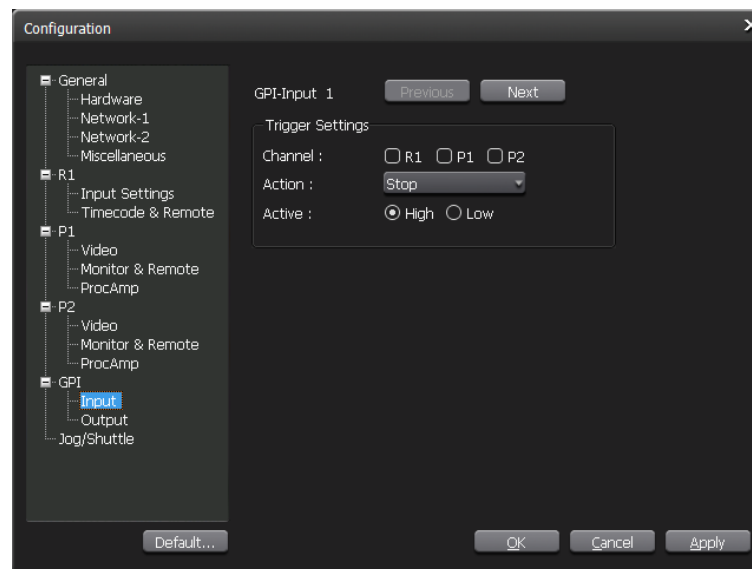 Configuration
General
Hardware
Network-1
Network-2
Miscellaneous
R1
Input Settings
Timecode & Remote
P1
Video
Monitor & Remote
ProcAmp
P2
Video
Monitor & Remote
ProcAmp
GPI
Input
Output
Jog/Shuttle
GPI-Input 1 Previous Next
Trigger Settings
Channel : R1 P1 P2
Action : Stop
Active : High Low
Default... OK Cancel Apply